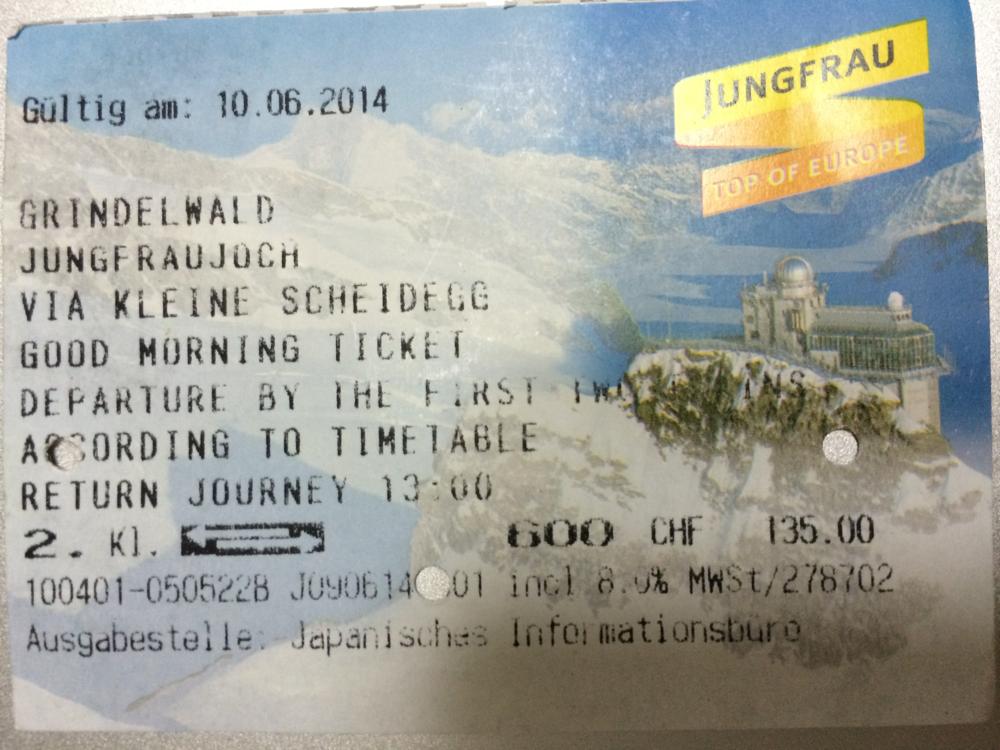 Gültig am: 10.06.2014
JUNGFRAU
TOP OF EUROPE
GRINDELWALD
JUNGFRAUJOCH
VIA KLEINE SCHEIDEGG
GOOD MORNING TICKET
DEPARTURE BY THE FIRST TWO
ACCORDING TO TIMETABLE
RETURN JOURNEY 13:00
2. Kl. 600 CHF 135.00
100401-050522B incl 8.0% MWSt/278702
Ausgabestelle: Japanisches Informationsbüro